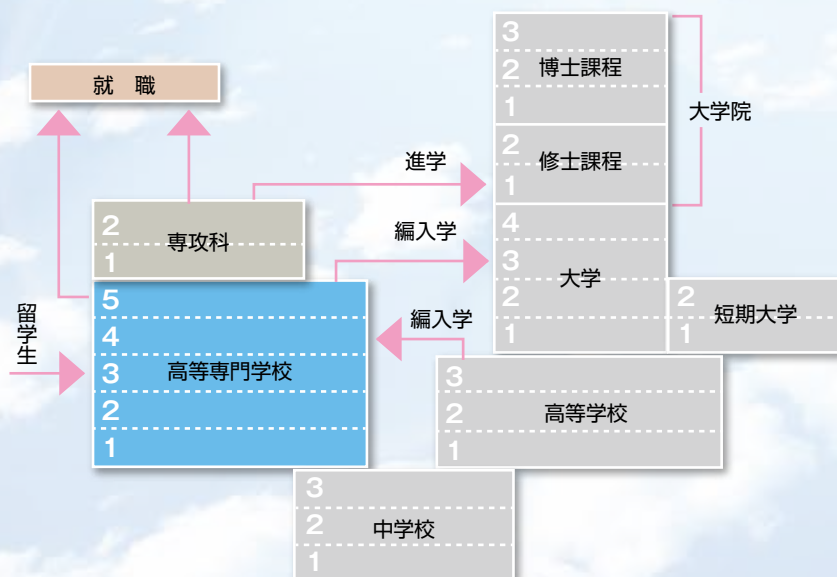 就 職
3
2 博士課程
1
大学院
2 修士課程
1
進学
2 専攻科
1
編入学
4
3
大学
2
1
2 短期大学
1
留学生
5
4
3 高等専門学校
2
1
編入学
3
2 高等学校
1
3
2 中学校
1